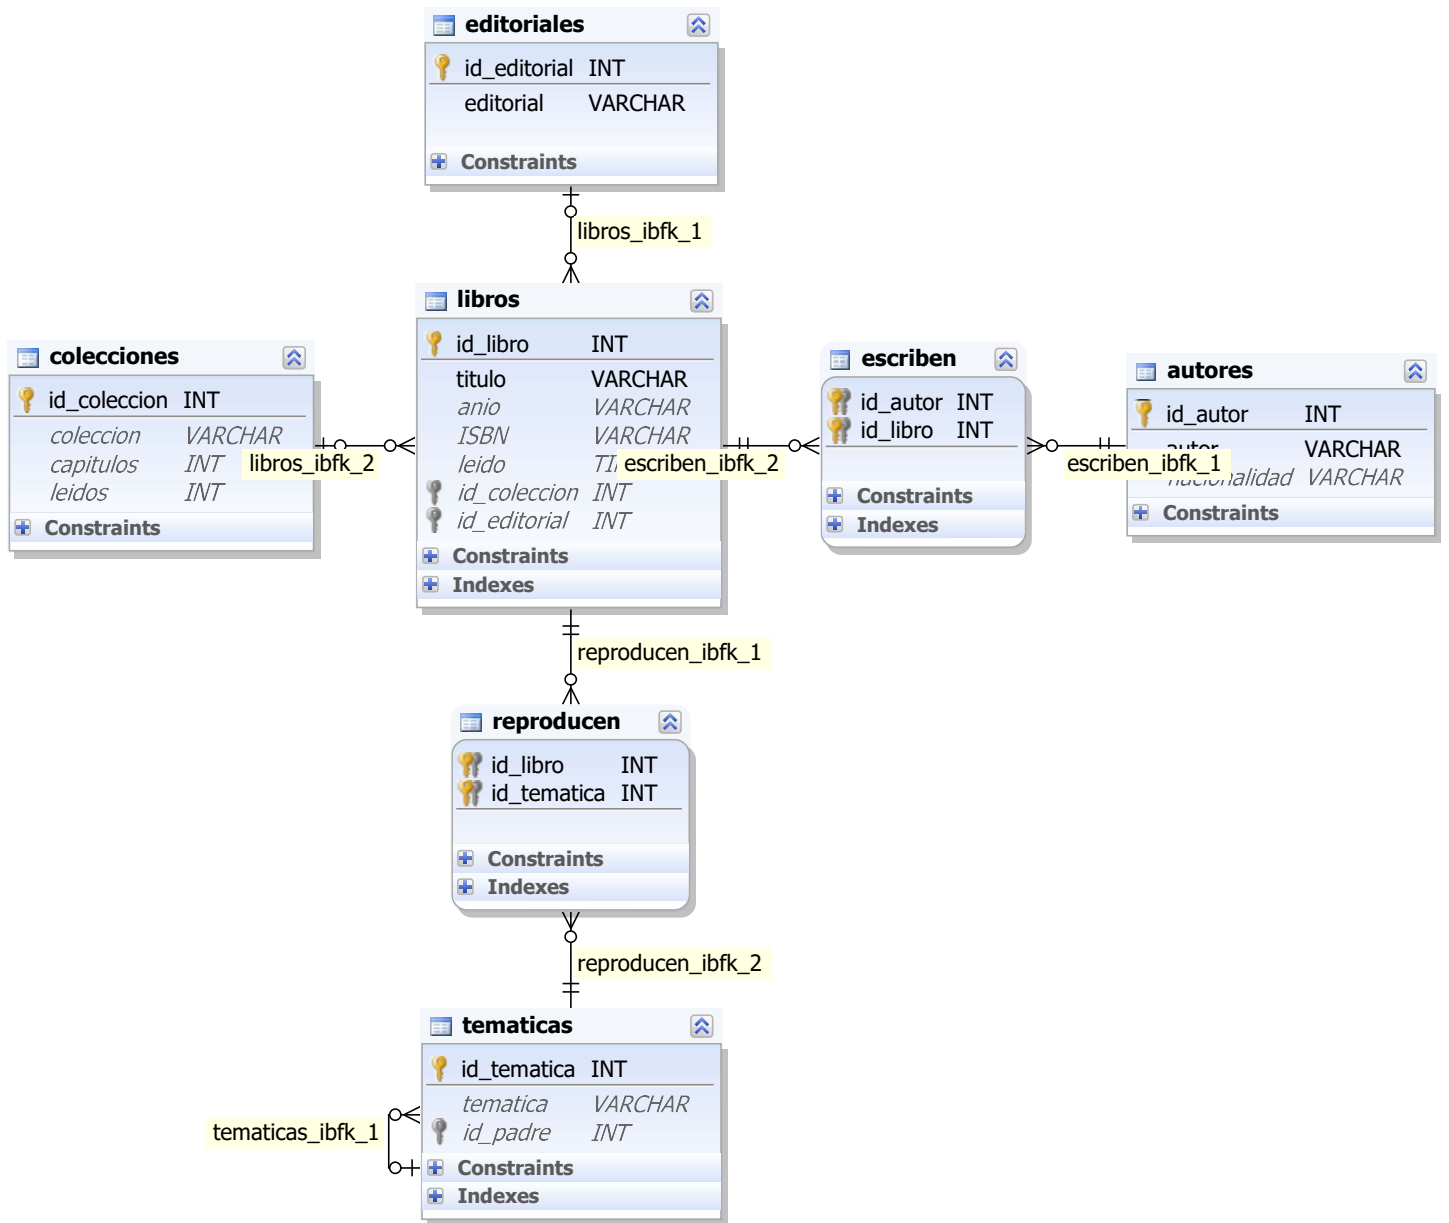 editoriales
id_editorial INT
editorial VARCHAR
Constraints
libros_ibfk_1
libros
id_libro INT
titulo VARCHAR
anio VARCHAR
ISBN VARCHAR
leido
id_coleccion INT
id_editorial INT
Constraints
Indexes
colecciones
id_coleccion INT
coleccion VARCHAR
capitulos INT
leidos INT
Constraints
libros_ibfk_2
escriben_ibfk_2
escriben
id_autor INT
id_libro INT
Constraints
Indexes
escriben_ibfk_1
autores
id_autor INT
autor VARCHAR
nacionalidad VARCHAR
Constraints
reproducen_ibfk_1
reproducen
id_libro INT
id_tematica INT
Constraints
Indexes
reproducen_ibfk_2
tematicas
id_tematica INT
tematica VARCHAR
id_padre INT
Constraints
Indexes
tematicas_ibfk_1